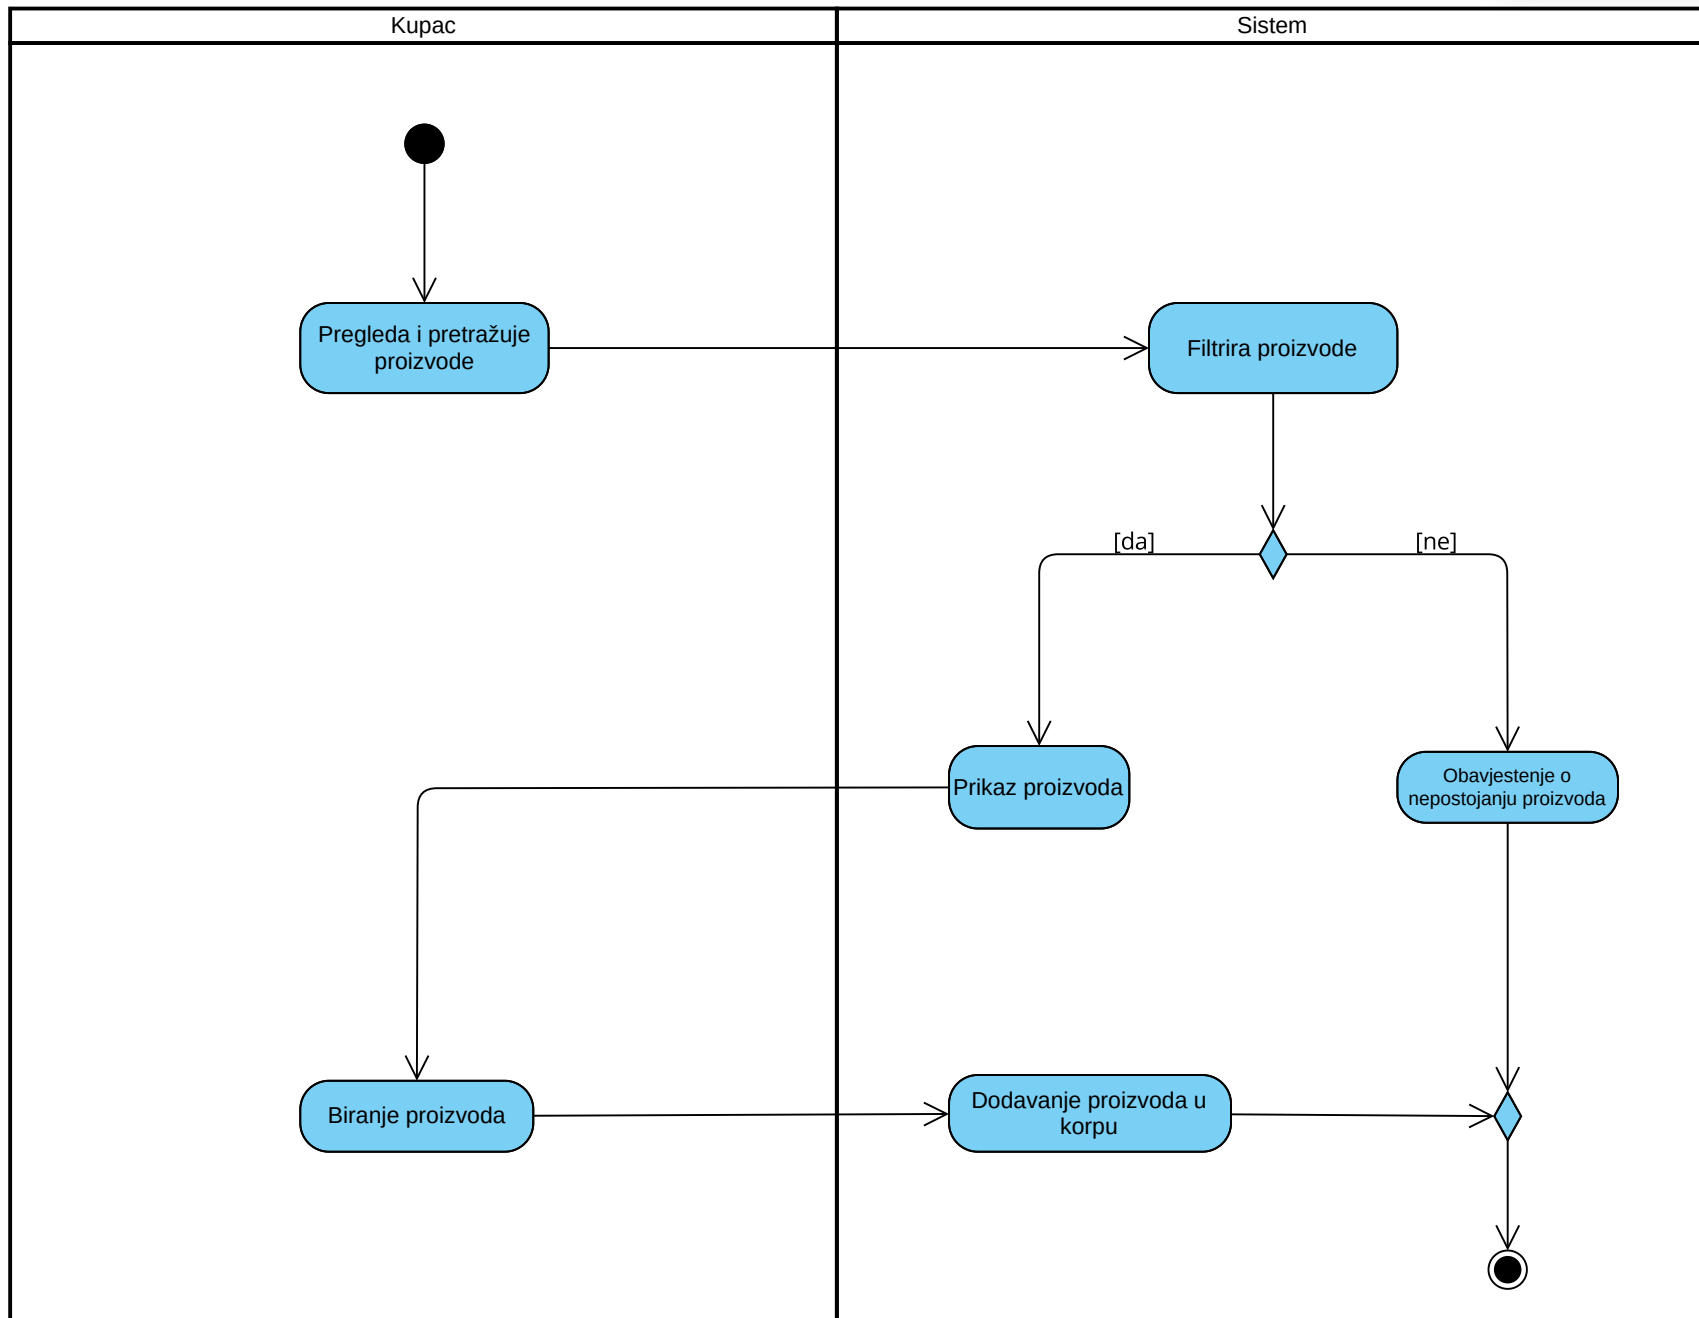 Kupac
Sistem
Pregleda i pretražuje
proizvode
Filtrira proizvode
[da]
[ne]
Prikaz proizvoda
Obavjestenje o
nepostojanju proizvoda
Biranje proizvoda
Dodavanje proizvoda u
korpu